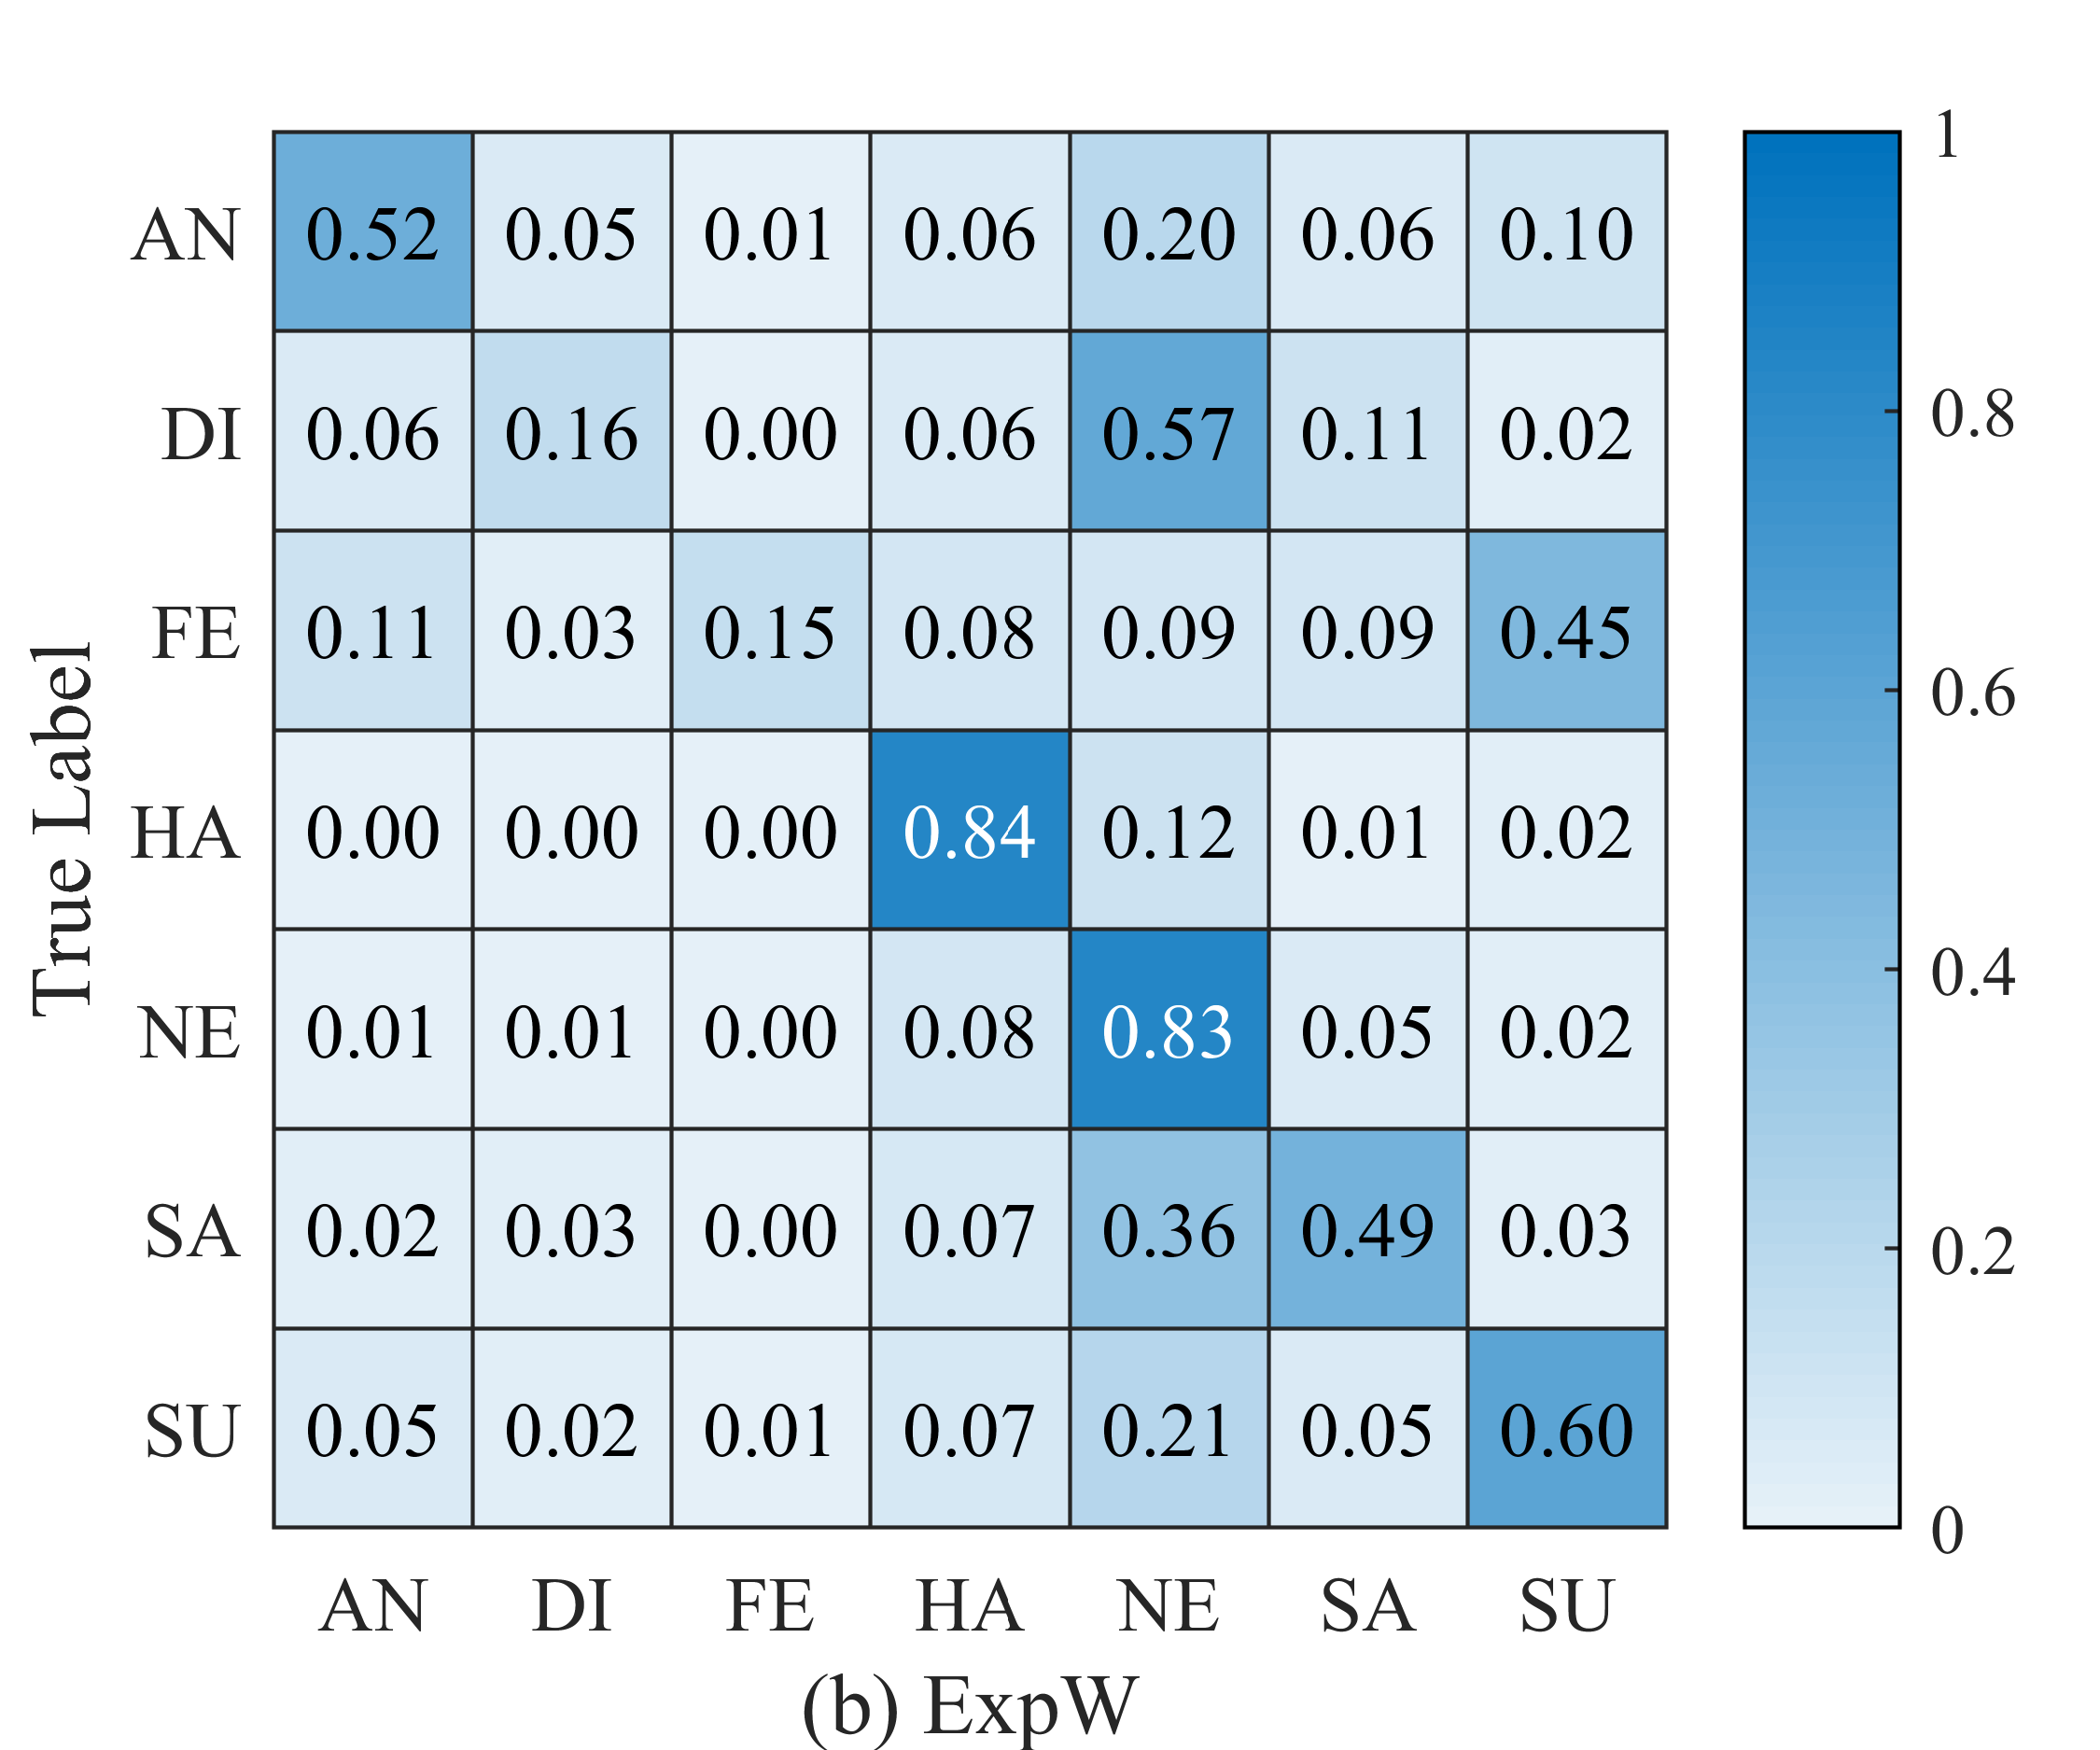 True Label
AN 0.52 0.05 0.01 0.06 0.20 0.06 0.10
DI 0.06 0.16 0.00 0.06 0.57 0.11 0.02
FE 0.11 0.03 0.15 0.08 0.09 0.09 0.45
HA 0.00 0.00 0.00 0.84 0.12 0.01 0.02
NE 0.01 0.01 0.00 0.08 0.83 0.05 0.02
SA 0.02 0.03 0.00 0.07 0.36 0.49 0.03
SU 0.05 0.02 0.01 0.07 0.21 0.05 0.60
AN DI FE HA NE SA SU
(b) ExpW
1
0.8
0.6
0.4
0.2
0